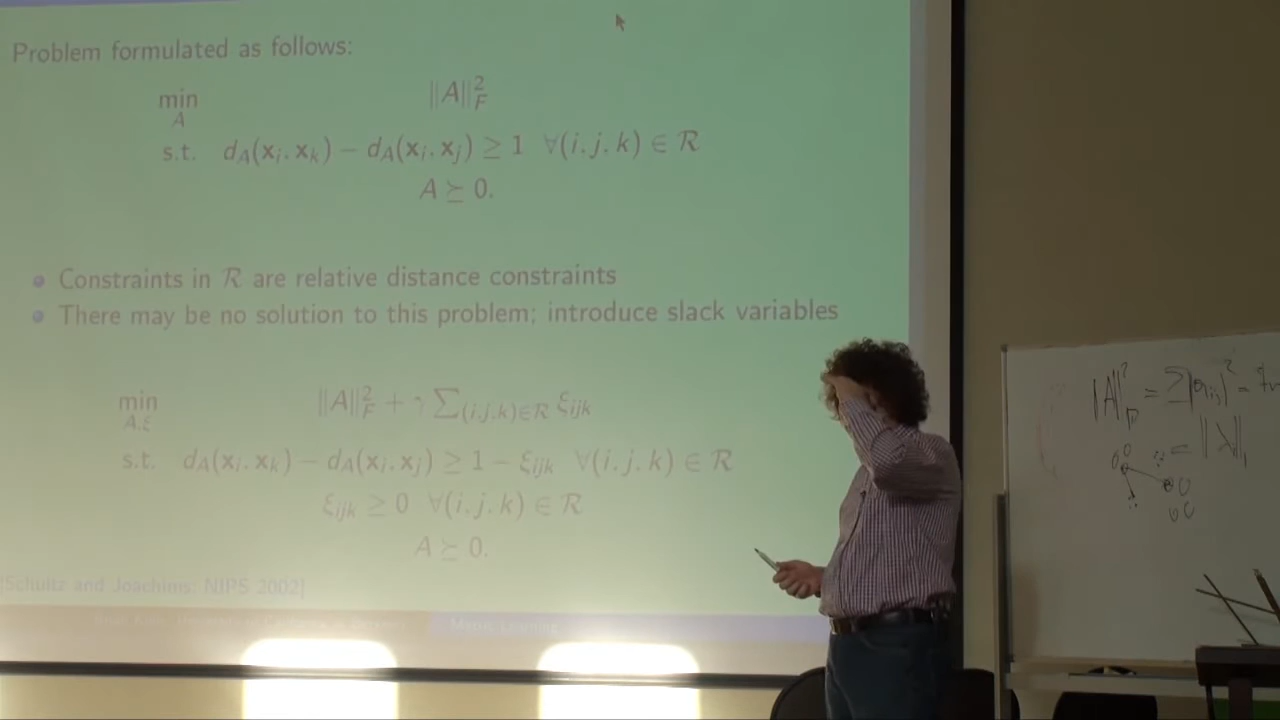 Problem formulated as follows:
min ‖A‖²_F
A
s.t. d_A(x_i, x_k) − d_A(x_i, x_j) ≥ 1 ∀(i, j, k) ∈ R
A ⪰ 0.
Constraints in R are relative distance constraints
There may be no solution to this problem; introduce slack variables
min ‖A‖²_F + γ ∑_(i,j,k)∈R ξ_ijk
A,ξ
s.t. d_A(x_i, x_k) − d_A(x_i, x_j) ≥ 1 − ξ_ijk ∀(i, j, k) ∈ R
ξ_ijk ≥ 0 ∀(i, j, k) ∈ R
A ⪰ 0.
[Schultz and Joachims: NIPS 2002]
Metric Learning
‖A‖²_F = ∑|a_ij|² =
= ‖λ‖